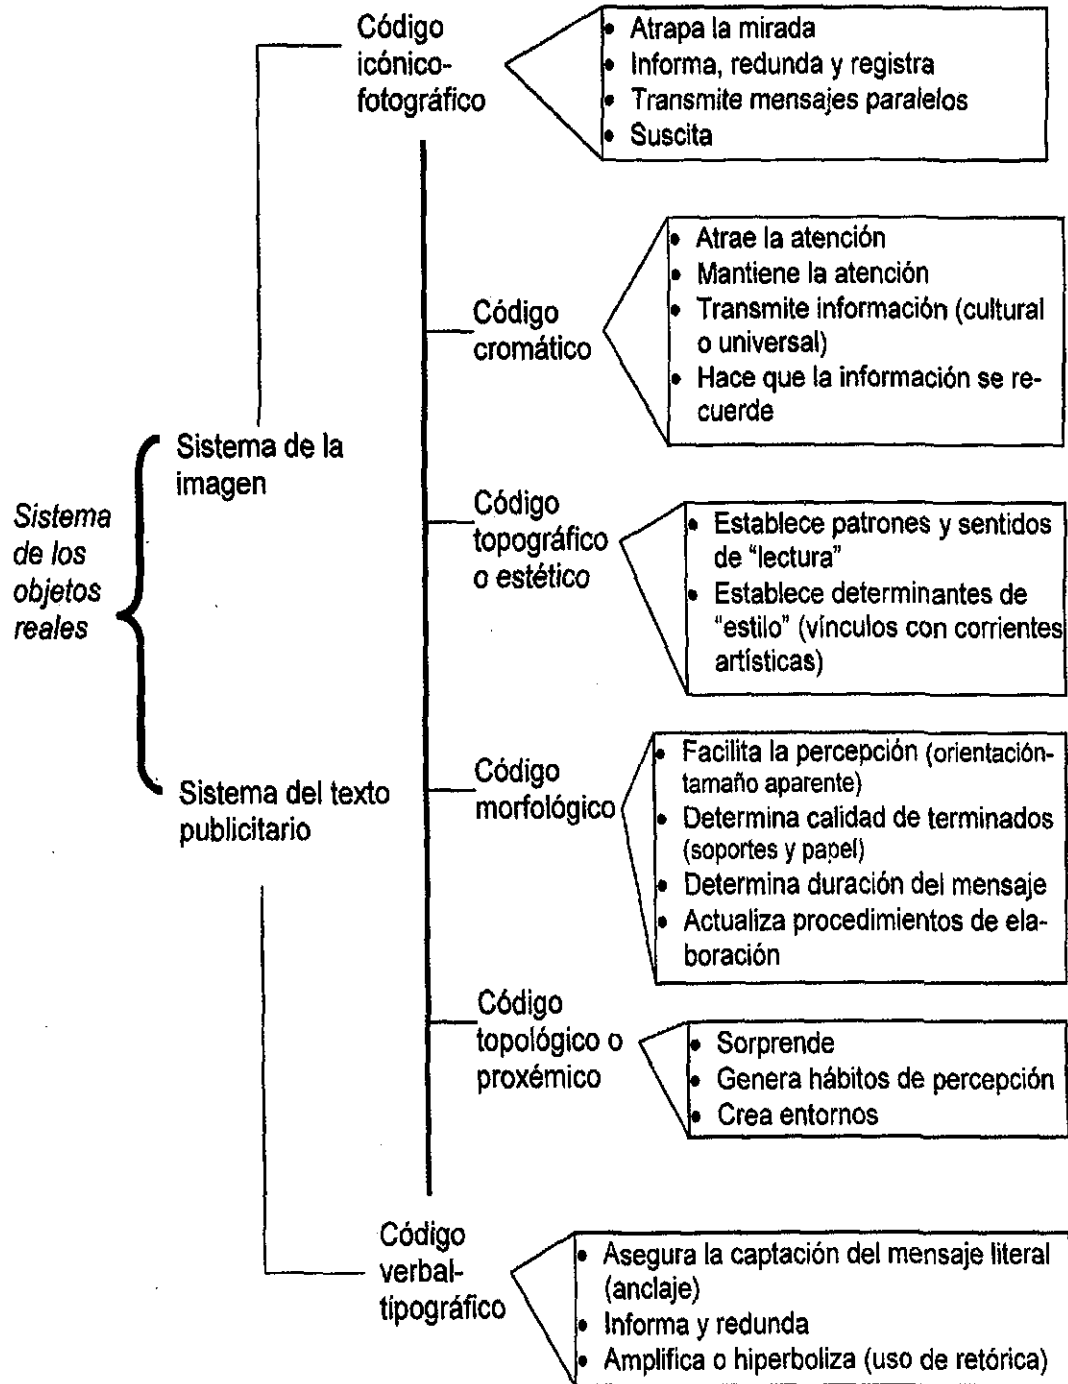 Código
icónico-
fotográfico
• Atrapa la mirada
• Informa, redunda y registra
• Transmite mensajes paralelos
• Suscita
Código
cromático
• Atrae la atención
• Mantiene la atención
• Transmite información (cultural
o universal)
• Hace que la información se re-
cuerde
Sistema de la
imagen
Sistema
de los
objetos
reales
Código
topográfico
o estético
• Establece patrones y sentidos
de "lectura"
• Establece determinantes de
"estilo" (vínculos con corrientes
artísticas)
Sistema del texto
publicitario
Código
morfológico
• Facilita la percepción (orientación-
tamaño aparente)
• Determina calidad de terminados
(soportes y papel)
• Determina duración del mensaje
• Actualiza procedimientos de ela-
boración
Código
topológico o
proxémico
• Sorprende
• Genera hábitos de percepción
• Crea entornos
Código
verbal-
tipográfico
• Asegura la captación del mensaje literal
(anclaje)
• Informa y redunda
• Amplifica o hiperboliza (uso de retórica)